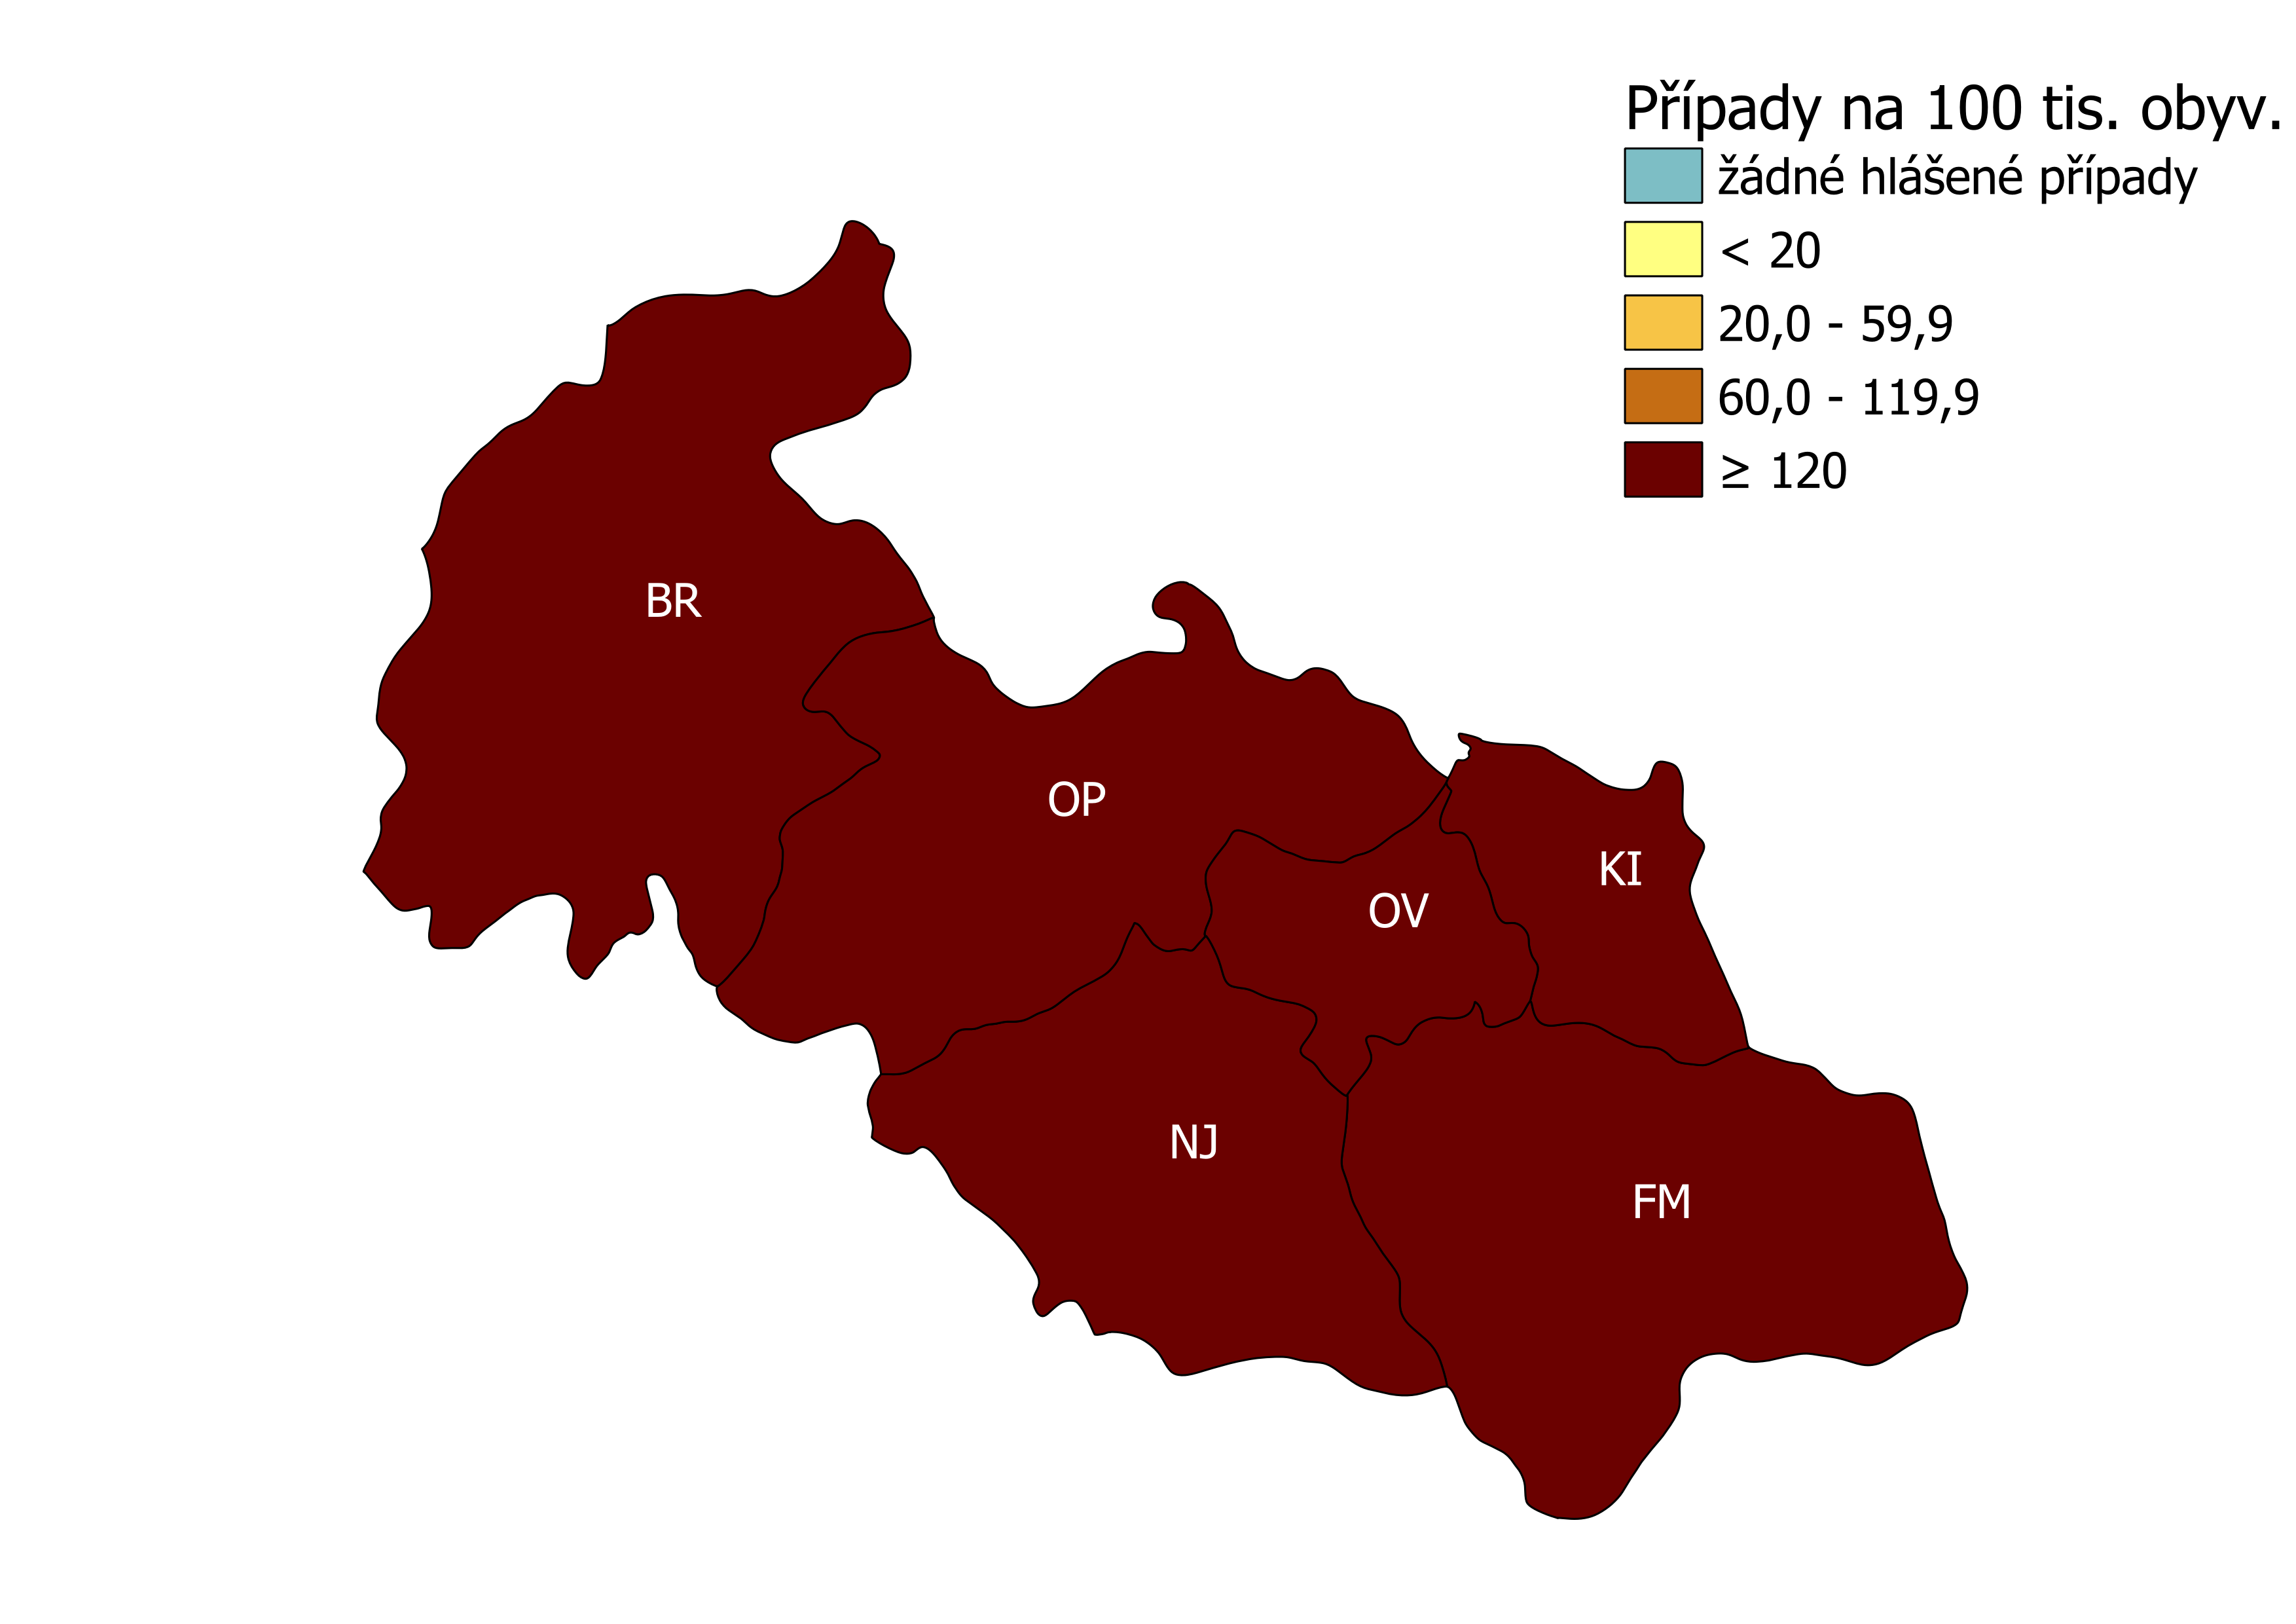 Případy na 100 tis. obyv.
žádné hlášené případy
< 20
20,0 - 59,9
60,0 - 119,9
≥ 120
BR
OP
KI
OV
NJ
FM